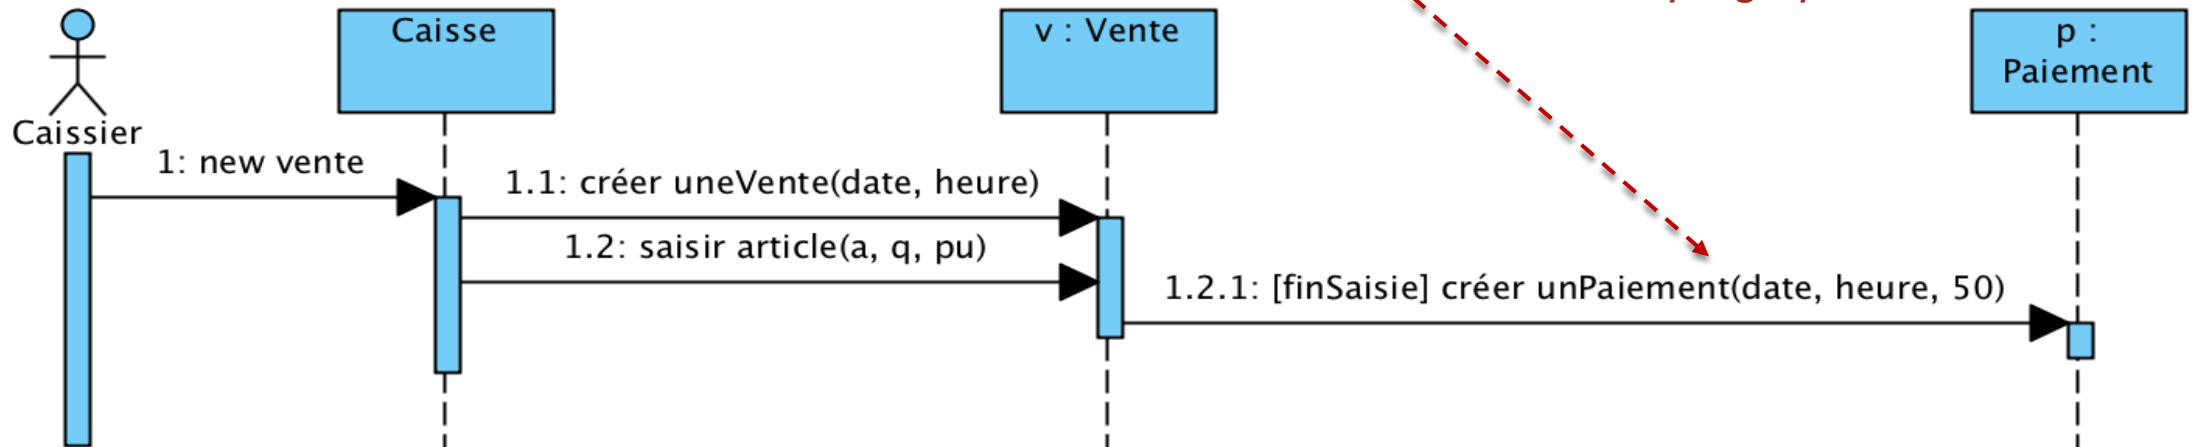 Caisse
v : Vente
p :
Paiement
Caissier
1: new vente
1.1: créer uneVente(date, heure)
1.2: saisir article(a, q, pu)
1.2.1: [finSaisie] créer unPaiement(date, heure, 50)